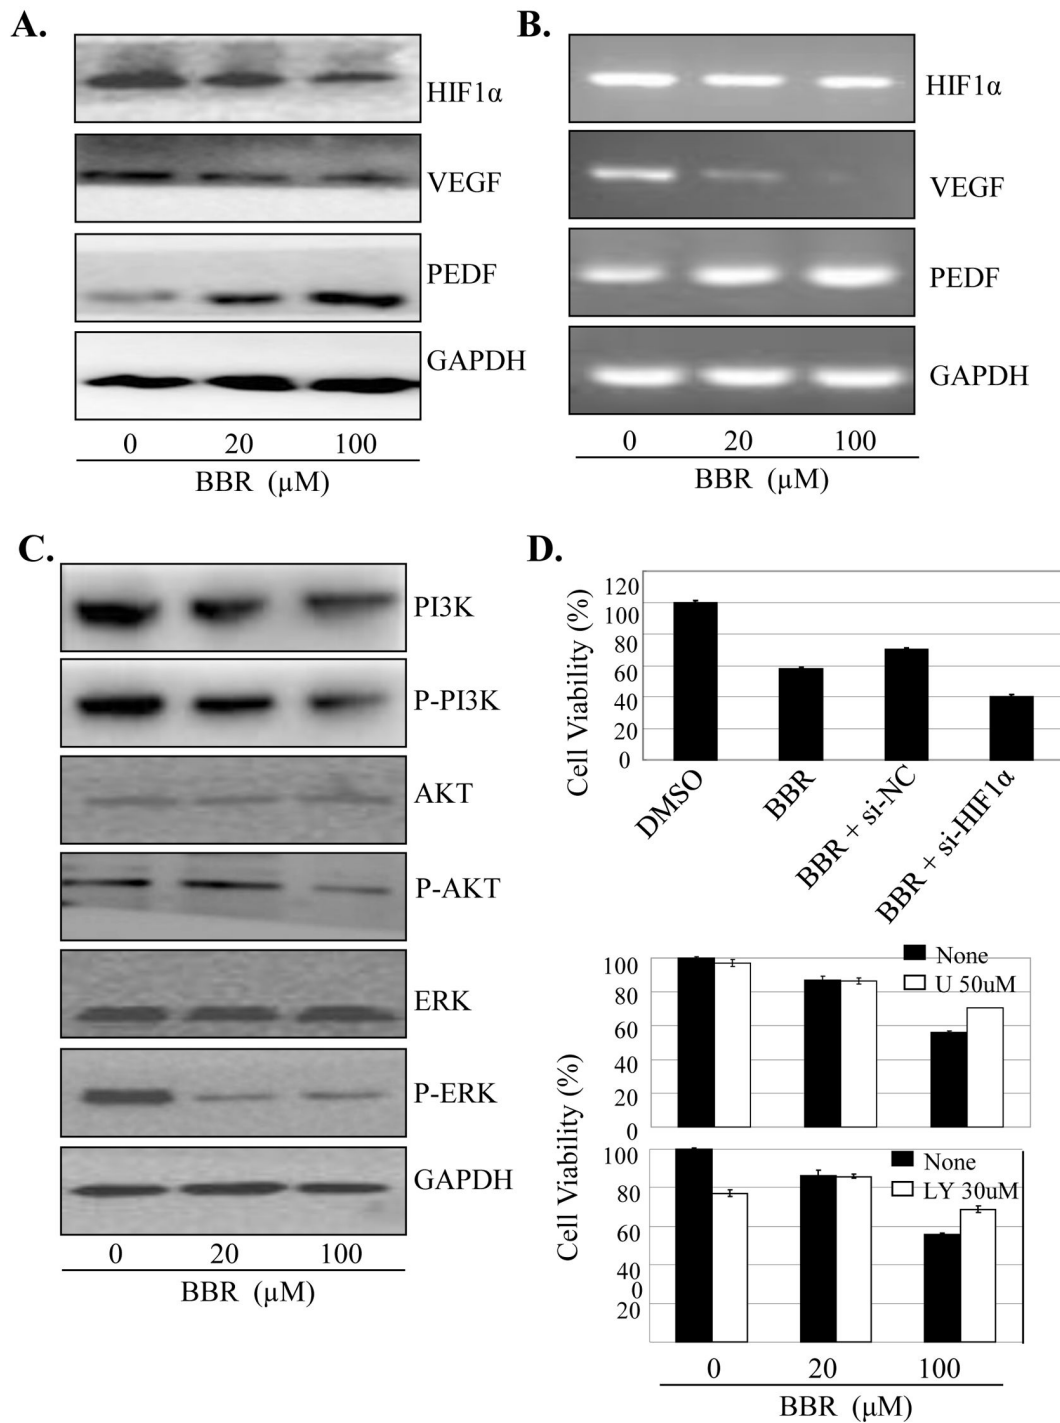 A.
HIF1α
VEGF
PEDF
GAPDH
0 20 100
BBR (µM)
B.
HIF1α
VEGF
PEDF
GAPDH
0 20 100
BBR (µM)
C.
PI3K
P-PI3K
AKT
P-AKT
ERK
P-ERK
GAPDH
0 20 100
BBR (µM)
D.
Cell Viability (%)
120
100
80
60
40
20
0
DMSO
BBR
BBR + si-NC
BBR + si-HIF1α
Cell Viability (%)
None
U 50uM
100
80
60
40
20
0
None
LY 30uM
100
80
60
40
0
20
0 20 100
BBR (µM)